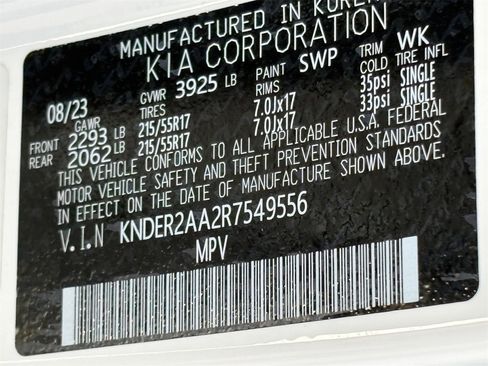 MANUFACTURED IN KOREA
KIA CORPORATION
08/23 GVWR 3925 LB PAINT SWP TRIM WK
GAWR TIRES RIMS COLD TIRE INFL
FRONT 2293 LB 215/55R17 7.0Jx17 35psi SINGLE
REAR 2062 LB 215/55R17 7.0Jx17 33psi SINGLE
THIS VEHICLE CONFORMS TO ALL APPLICABLE U.S.A. FEDERAL
MOTOR VEHICLE SAFETY AND THEFT PREVENTION STANDARDS
IN EFFECT ON THE DATE OF MANUFACTURE SHOWN ABOVE.
V.I.N KNDER2AA2R7549556
MPV